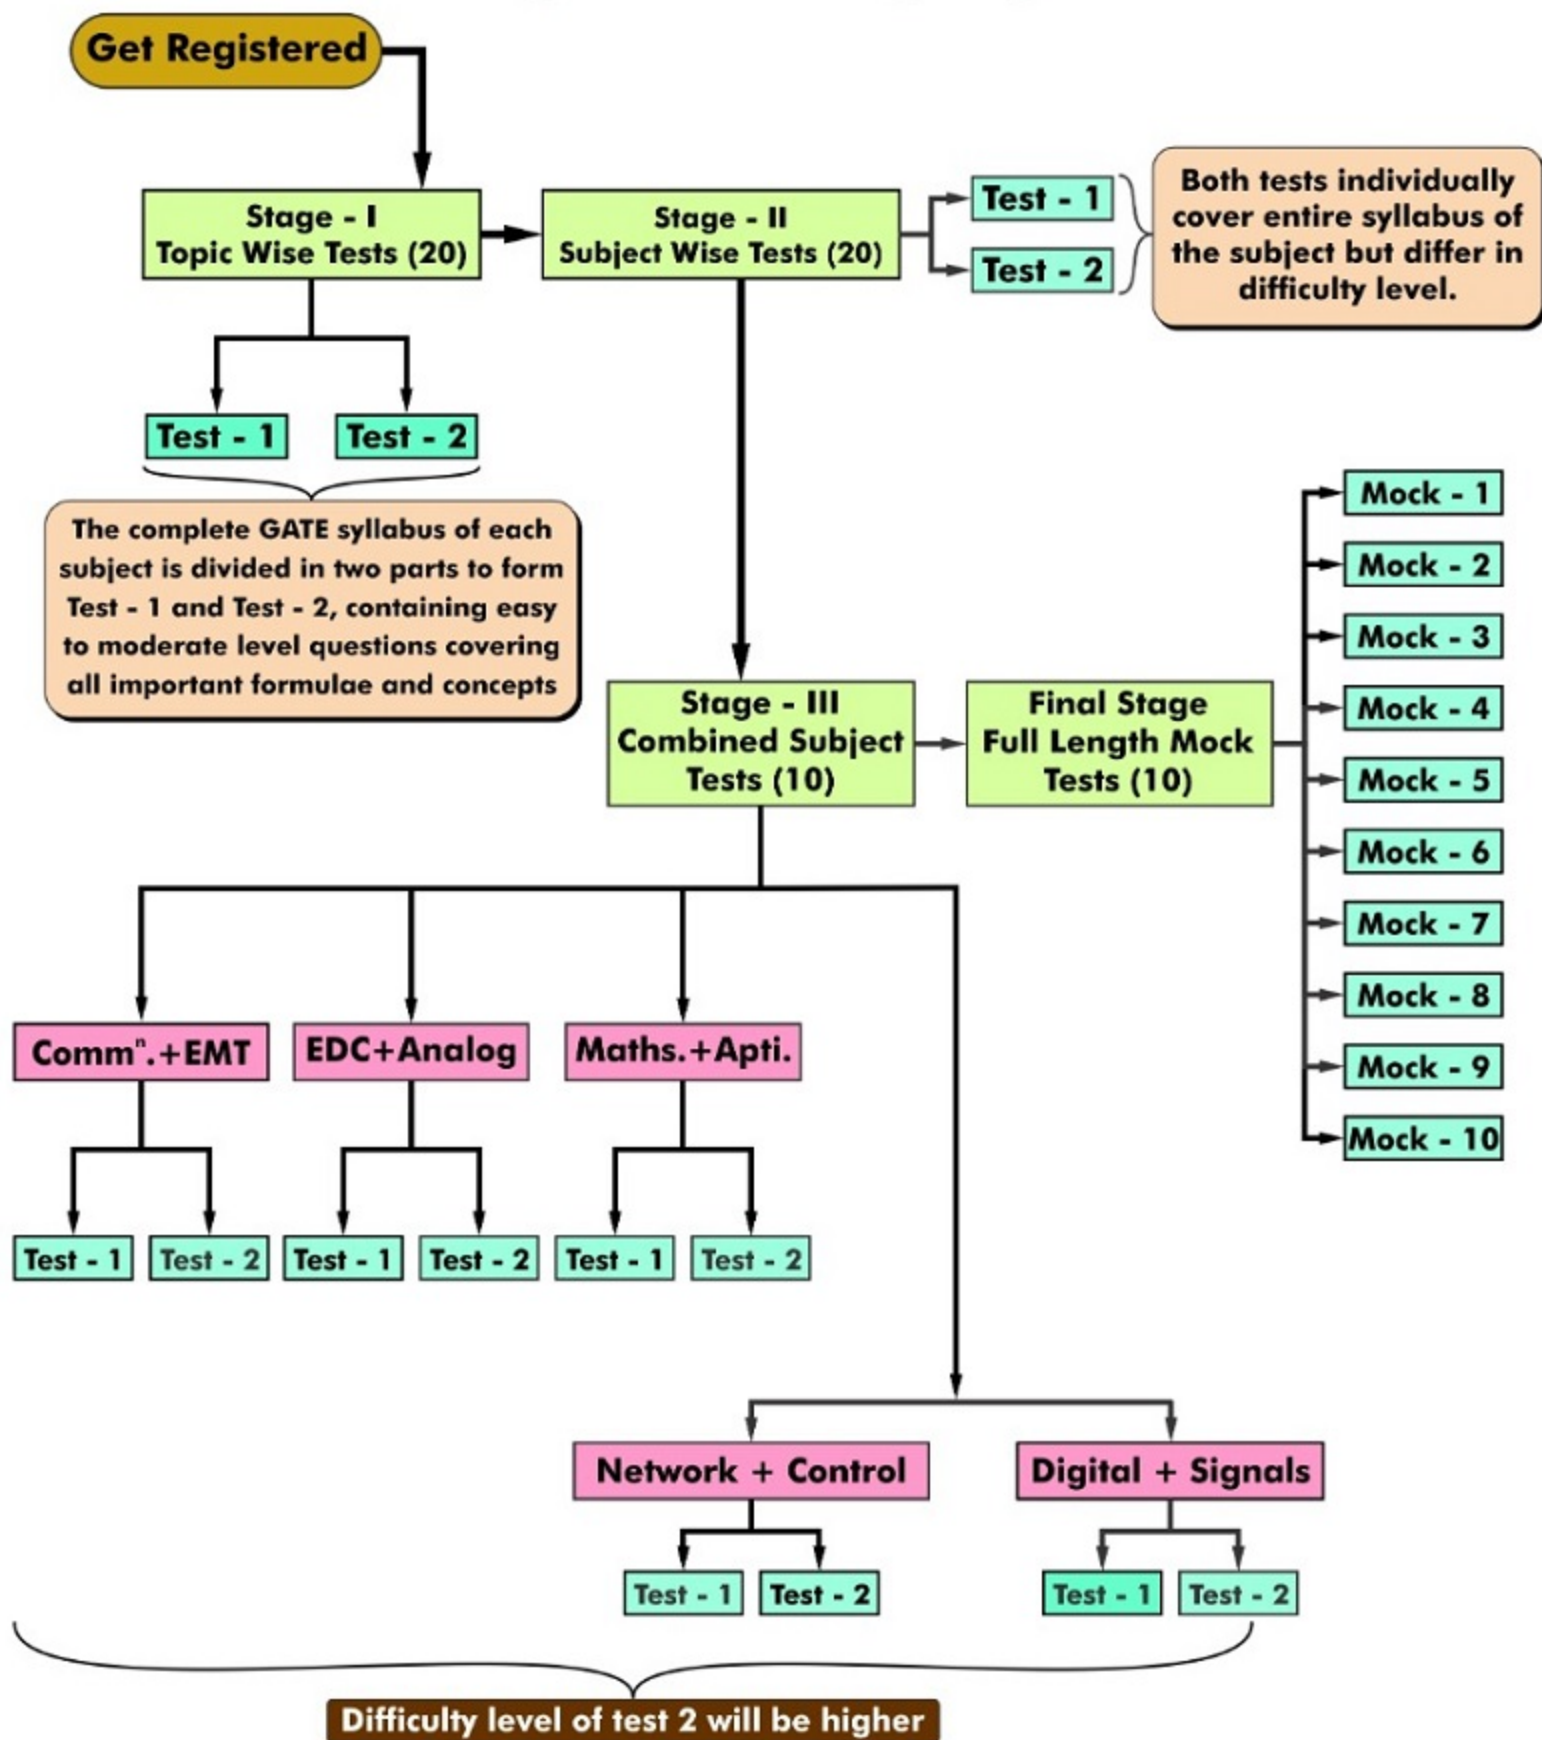 Get Registered
Stage - I
Topic Wise Tests (20)
Stage - II
Subject Wise Tests (20)
Test - 1
Test - 2
Both tests individually
cover entire syllabus of
the subject but differ in
difficulty level.
Test - 1
Test - 2
The complete GATE syllabus of each
subject is divided in two parts to form
Test - 1 and Test - 2, containing easy
to moderate level questions covering
all important formulae and concepts
Stage - III
Combined Subject
Tests (10)
Final Stage
Full Length Mock
Tests (10)
Mock - 1
Mock - 2
Mock - 3
Mock - 4
Mock - 5
Mock - 6
Mock - 7
Mock - 8
Mock - 9
Mock - 10
Commⁿ.+EMT
EDC+Analog
Maths.+Apti.
Test - 1
Test - 2
Test - 1
Test - 2
Test - 1
Test - 2
Network + Control
Digital + Signals
Test - 1
Test - 2
Test - 1
Test - 2
Difficulty level of test 2 will be higher